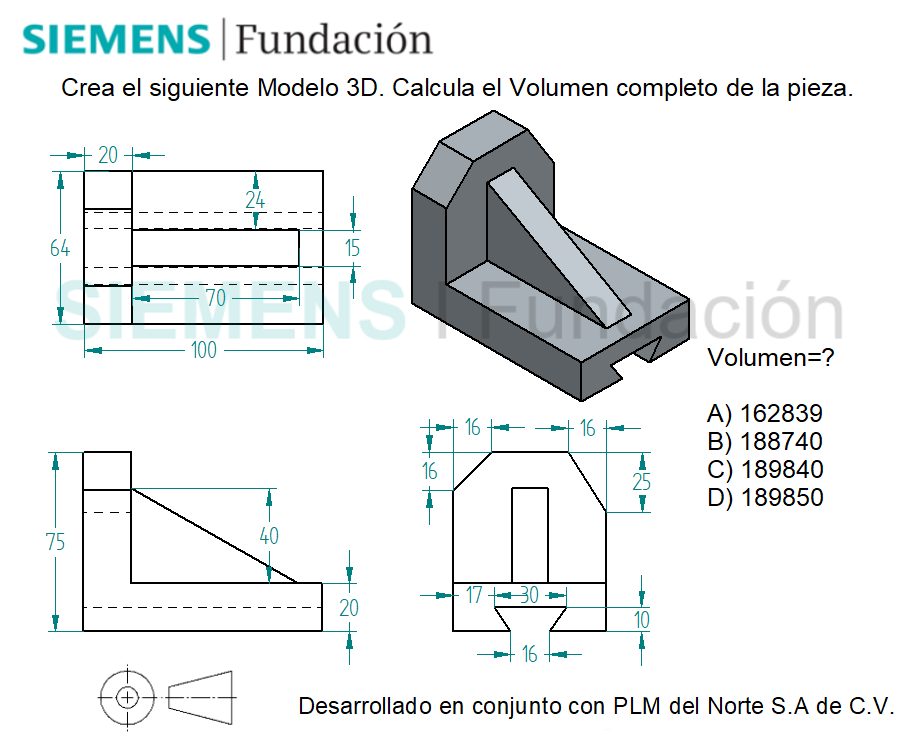 SIEMENS | Fundación
Crea el siguiente Modelo 3D. Calcula el Volumen completo de la pieza.
20
24
64
15
70
100
SIEMENS | Fundación
Volumen=?
A) 162839
B) 188740
C) 189840
D) 189850
16
16
16
25
75
40
20
17
30
10
16
Desarrollado en conjunto con PLM del Norte S.A de C.V.